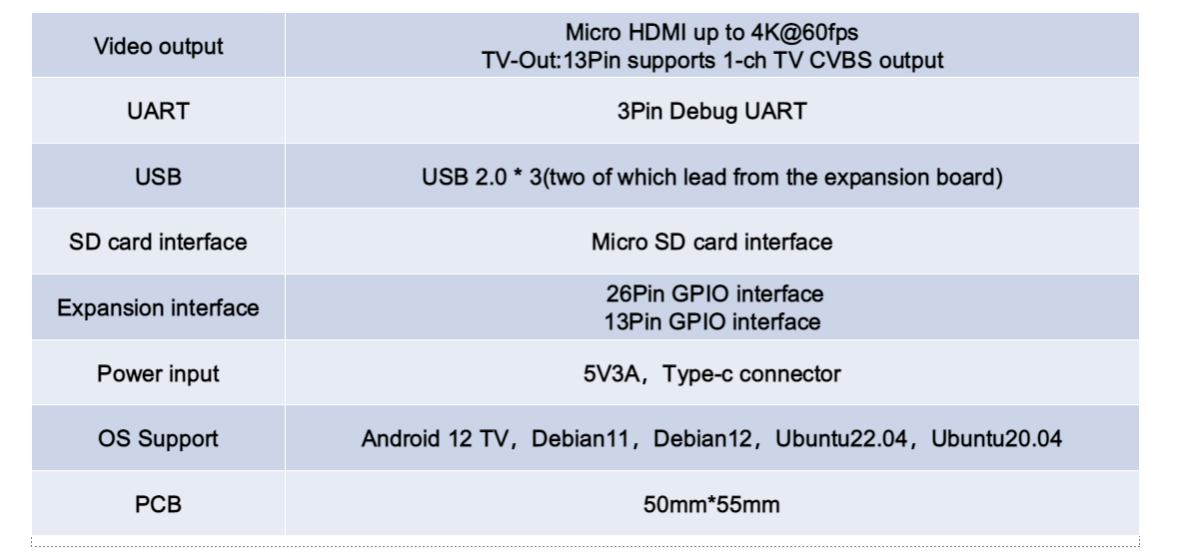 Video output
Micro HDMI up to 4K@60fps
TV-Out:13Pin supports 1-ch TV CVBS output
UART
3Pin Debug UART
USB
USB 2.0 * 3(two of which lead from the expansion board)
SD card interface
Micro SD card interface
Expansion interface
26Pin GPIO interface
13Pin GPIO interface
Power input
5V3A，Type-c connector
OS Support
Android 12 TV，Debian11，Debian12，Ubuntu22.04，Ubuntu20.04
PCB
50mm*55mm